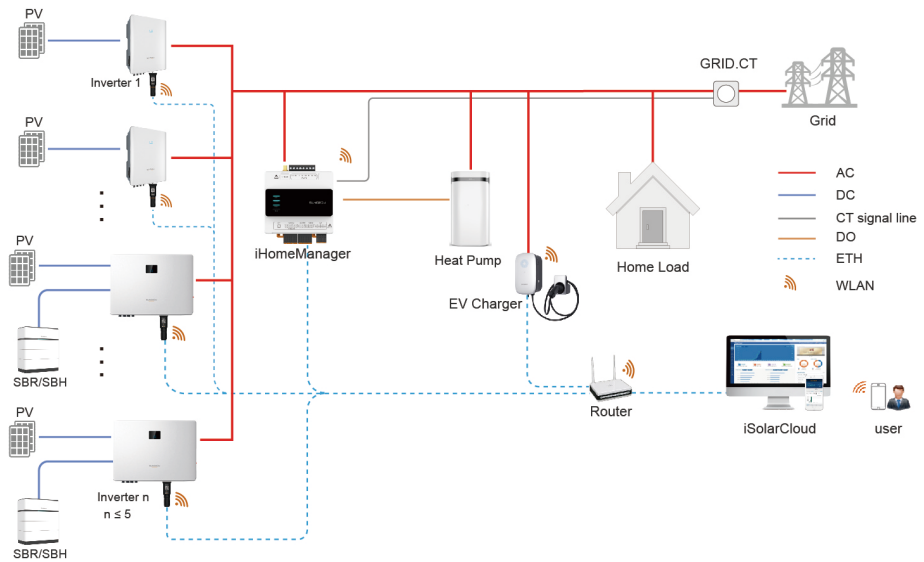 PV
Inverter 1
GRID.CT
Grid
PV
AC
DC
CT signal line
DO
ETH
WLAN
iHomeManager
Heat Pump
Home Load
PV
EV Charger
SBR/SBH
Router
iSolarCloud
user
PV
Inverter n
n ≤ 5
SBR/SBH